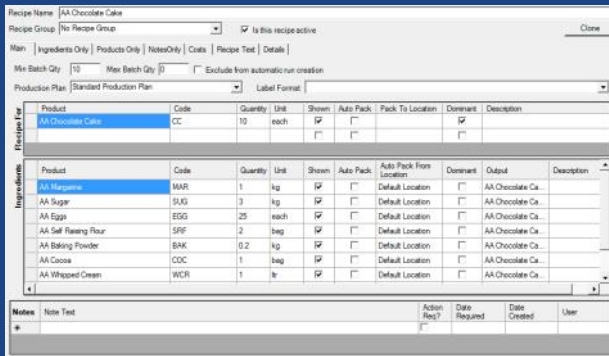 Recipe Name AA Chocolate Cake
Recipe Group No Recipe Group Is this recipe active Clone
Main Ingredients Only Products Only NotesOnly Costs Recipe Text Details
Min Batch Qty 10 Max Batch Qty 0 Exclude from automatic run creation
Production Plan Standard Production Plan Label Format
Recipe For
Product Code Quantity Unit Shown Auto Pack Pack To Location Dominant Description
AA Chocolate Cake CC 10 each
Ingredients
Product Code Quantity Unit Shown Auto Pack Auto Pack From Location Dominant Output Description
AA Margarine MAR 1 kg Default Location AA Chocolate Ca...
AA Sugar SUG 3 kg Default Location AA Chocolate Ca...
AA Eggs EGG 25 each Default Location AA Chocolate Ca...
AA Self Raising Flour SRF 2 bag Default Location AA Chocolate Ca...
AA Baking Powder BAK 0.2 kg Default Location AA Chocolate Ca...
AA Cocoa COC 1 bag Default Location AA Chocolate Ca...
AA Whipped Cream WCR 1 ltr Default Location AA Chocolate Ca...
Notes Note Text Action Req? Date Required Date Created User